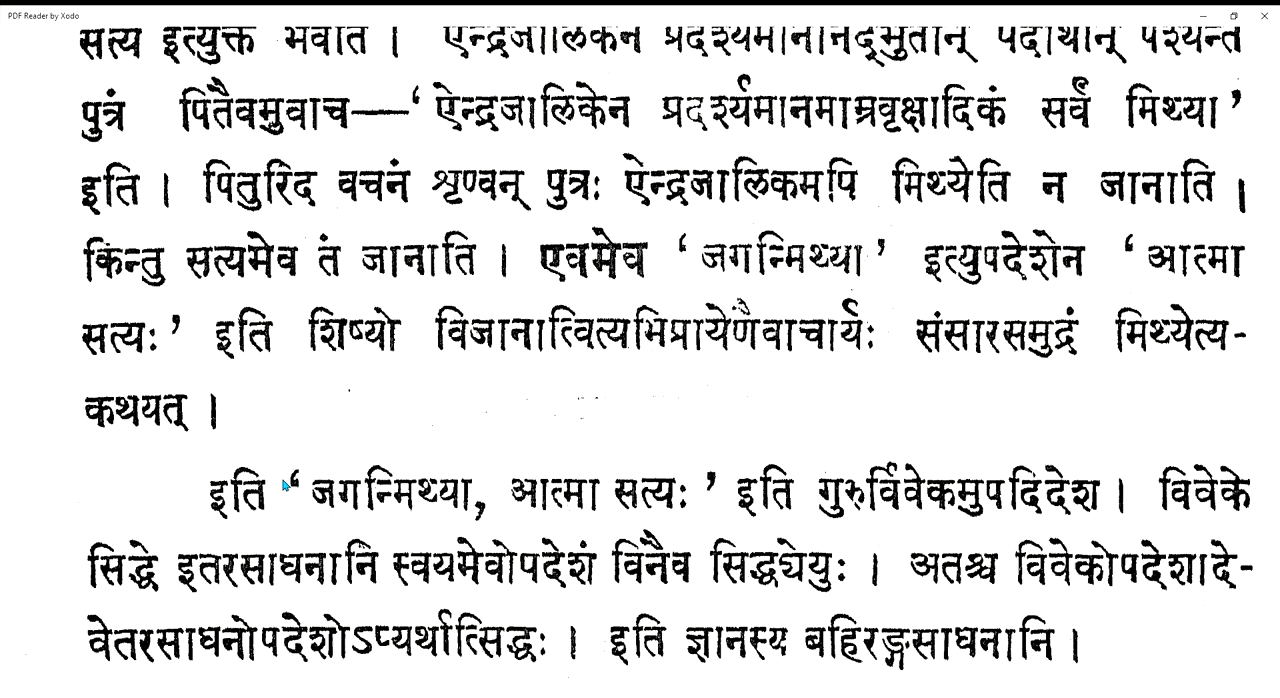 PDF Reader by Xodo
सत्य इत्युक्तं भवति । ऐन्द्रजालिकेन प्रदर्श्यमानानद्भुतान् पदार्थान् पश्यन्तं
पुत्रं पितैवमुवाच—‘ ऐन्द्रजालिकेन प्रदर्श्यमानमाम्रवृक्षादिकं सर्वं मिथ्या ’
इति । पितुरिद वचनं शृण्वन् पुत्रः ऐन्द्रजालिकमपि मिथ्येति न जानाति ।
किन्तु सत्यमेव तं जानाति । एवमेव ‘ जगन्मिथ्या ’ इत्युपदेशेन ‘ आत्मा
सत्यः ’ इति शिष्यो विजानात्वित्यभिप्रायेणैवाचार्यः संसारसमुद्रं मिथ्येत्य-
कथयत् ।
इति ‘ जगन्मिथ्या, आत्मा सत्यः ’ इति गुरुर्विवेकमुपदिदेश । विवेके
सिद्धे इतरसाधनानि स्वयमेवोपदेशं विनैव सिद्ध्येयुः । अतश्च विवेकोपदेशादे-
वेतरसाधनोपदेशोऽप्यर्थात्सिद्धः । इति ज्ञानस्य बहिरङ्गसाधनानि ।